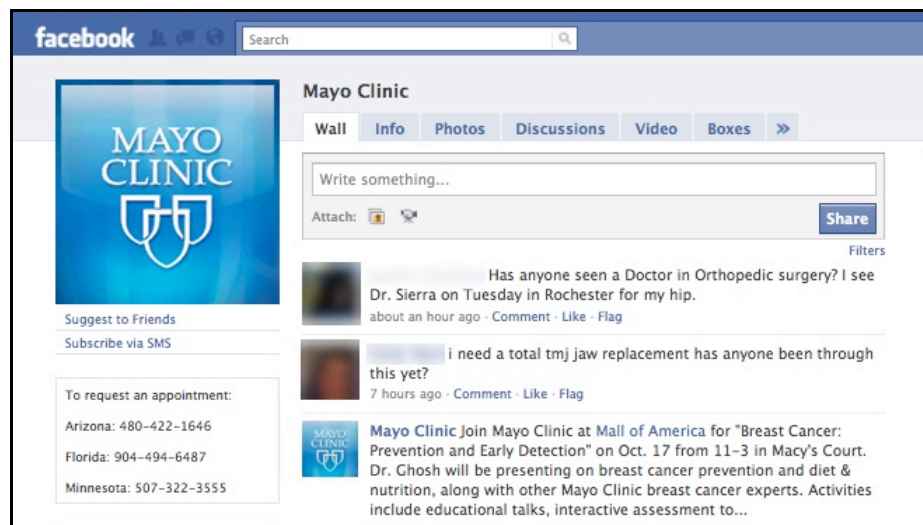 facebook
Search
Mayo Clinic
Wall Info Photos Discussions Video Boxes »
MAYO
CLINIC
Write something...
Attach:
Share
Filters
Has anyone seen a Doctor in Orthopedic surgery? I see
Dr. Sierra on Tuesday in Rochester for my hip.
about an hour ago · Comment · Like · Flag
Suggest to Friends
Subscribe via SMS
i need a total tmj jaw replacement has anyone been through
this yet?
7 hours ago · Comment · Like · Flag
To request an appointment:
Arizona: 480-422-1646
Florida: 904-494-6487
Minnesota: 507-322-3555
MAYO
CLINIC
Mayo Clinic Join Mayo Clinic at Mall of America for "Breast Cancer:
Prevention and Early Detection" on Oct. 17 from 11-3 in Macy's Court.
Dr. Ghosh will be presenting on breast cancer prevention and diet &
nutrition, along with other Mayo Clinic breast cancer experts. Activities
include educational talks, interactive assessment to...